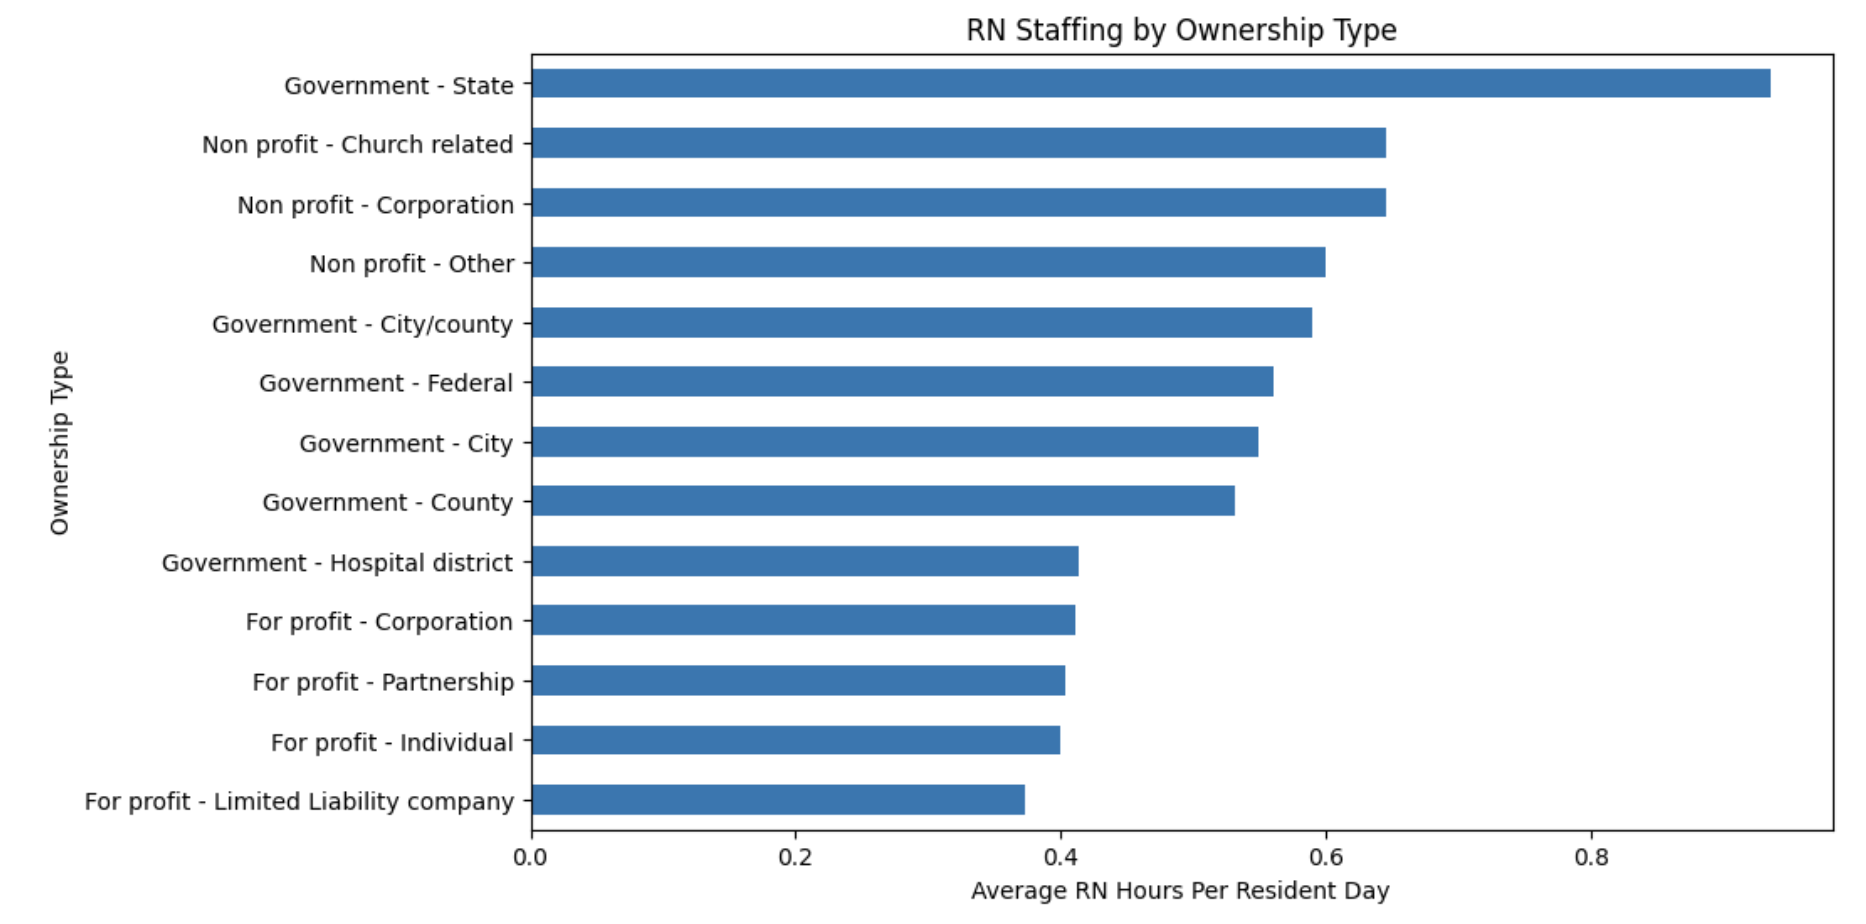 RN Staffing by Ownership Type
Ownership Type
Government - State
Non profit - Church related
Non profit - Corporation
Non profit - Other
Government - City/county
Government - Federal
Government - City
Government - County
Government - Hospital district
For profit - Corporation
For profit - Partnership
For profit - Individual
For profit - Limited Liability company
0.0 0.2 0.4 0.6 0.8
Average RN Hours Per Resident Day